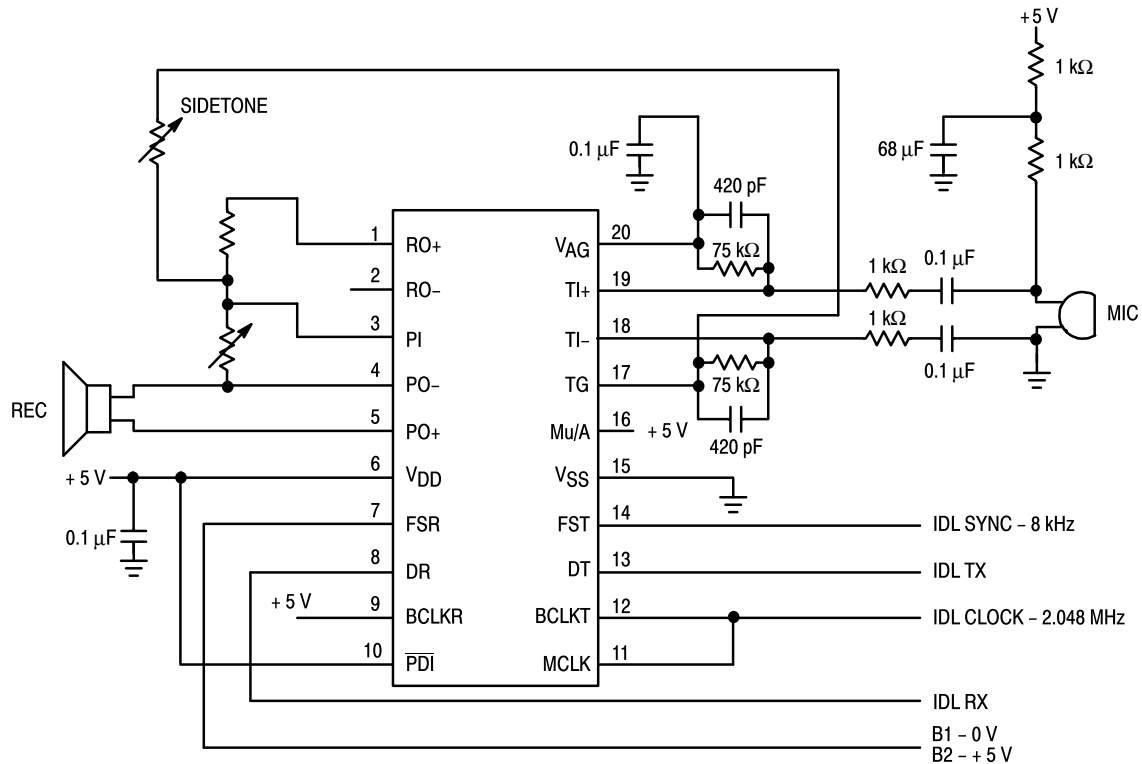 + 5 V
1 kΩ
SIDETONE
0.1 μF
68 μF
1 kΩ
420 pF
1 RO+
VAG 20
75 kΩ
1 kΩ
0.1 μF
2 RO–
TI+ 19
MIC
3 PI
TI– 18
1 kΩ
0.1 μF
4 PO–
TG 17
75 kΩ
REC
5 PO+
Mu/A 16
+ 5 V
420 pF
+ 5 V
6 VDD
VSS 15
0.1 μF
7 FSR
FST 14
IDL SYNC – 8 kHz
8 DR
DT 13
IDL TX
+ 5 V
9 BCLKR
BCLKT 12
IDL CLOCK – 2.048 MHz
10 PDI
MCLK 11
IDL RX
B1 – 0 V
B2 – + 5 V